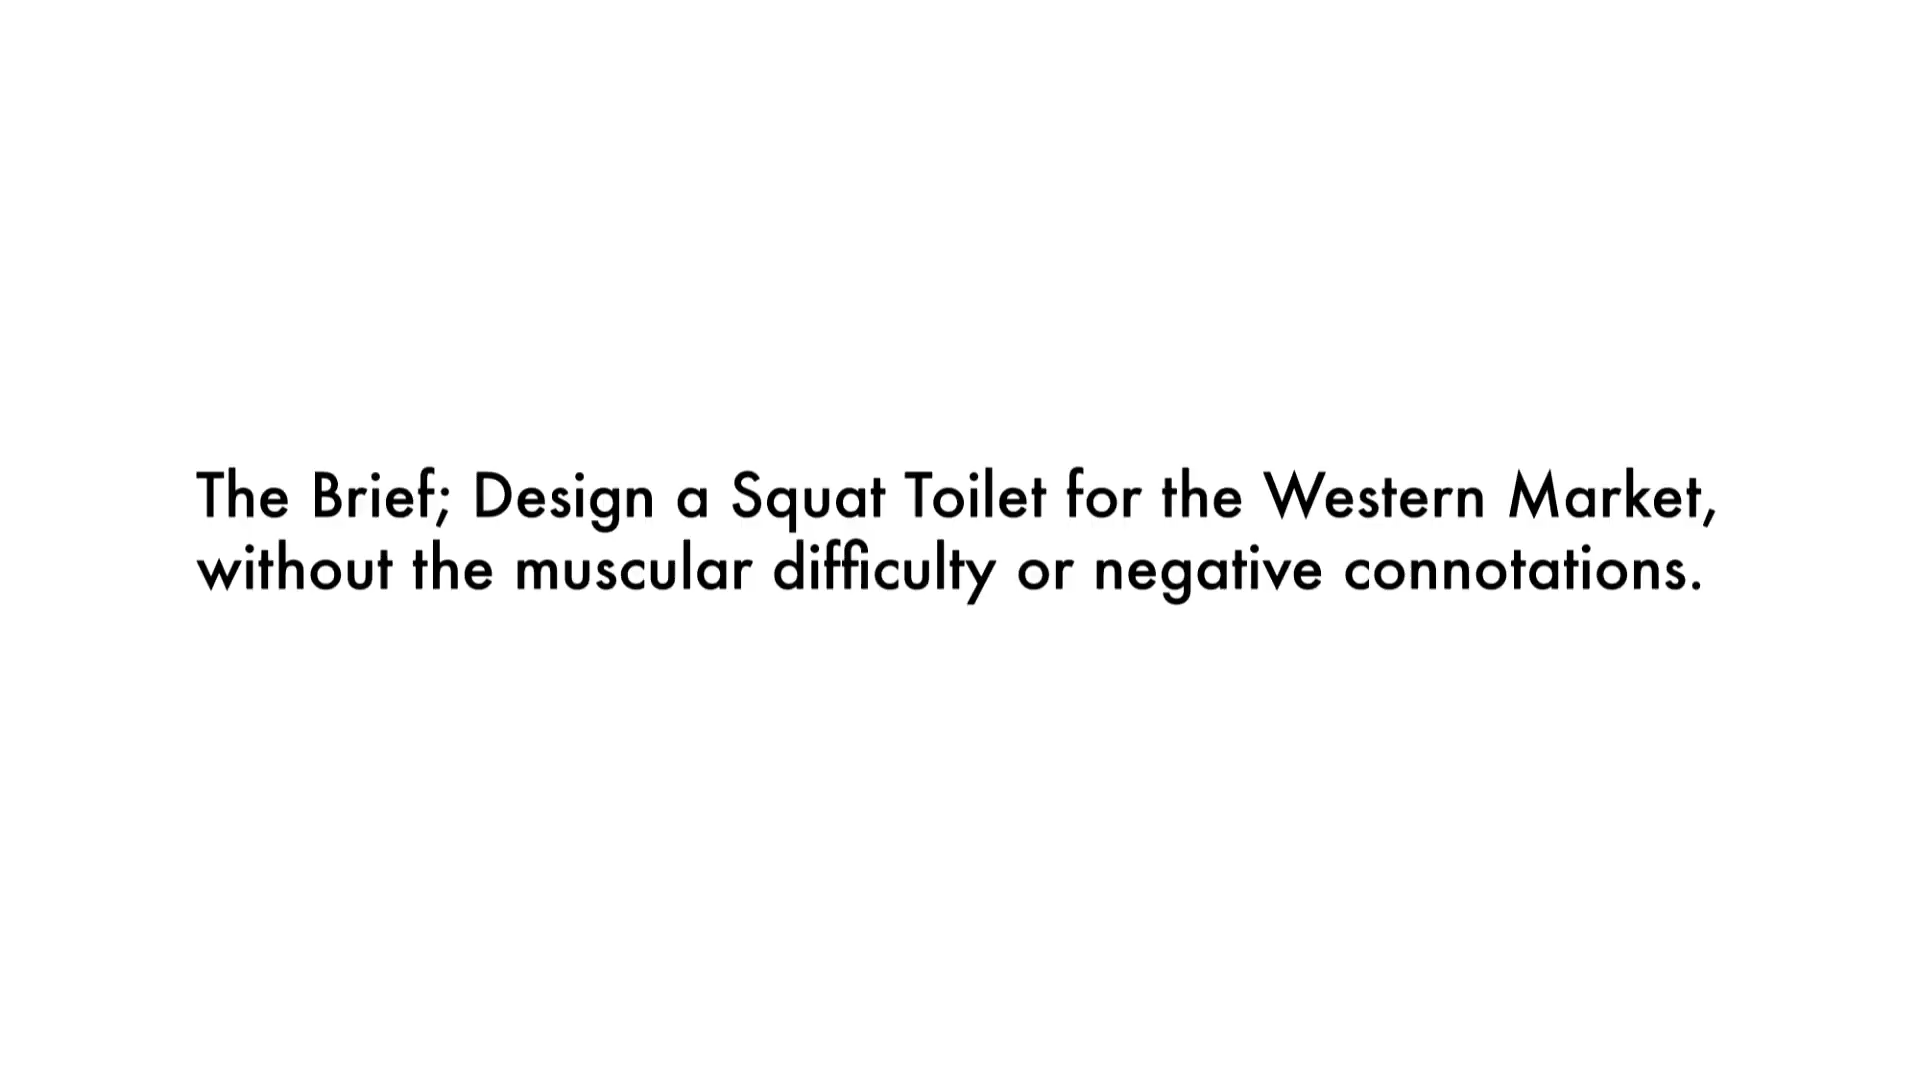 The Brief; Design a Squat Toilet for the Western Market,
without the muscular difficulty or negative connotations.